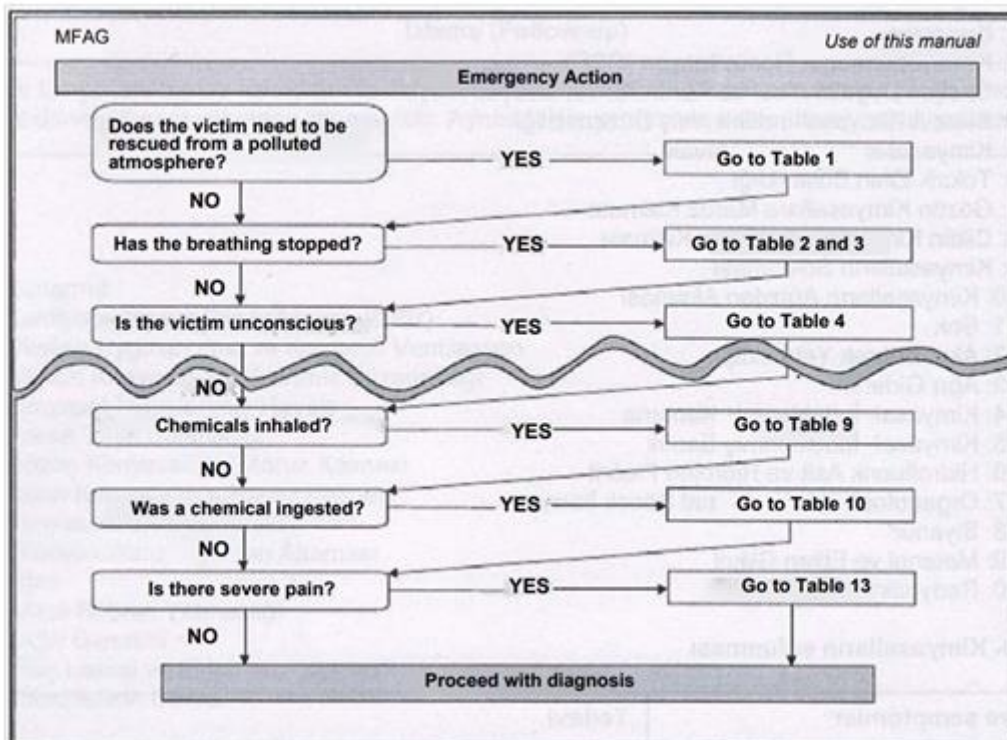 MFAG
Use of this manual
Emergency Action
Does the victim need to be
rescued from a polluted
atmosphere?
YES
Go to Table 1
NO
Has the breathing stopped?
YES
Go to Table 2 and 3
NO
Is the victim unconscious?
YES
Go to Table 4
NO
Chemicals inhaled?
YES
Go to Table 9
NO
Was a chemical ingested?
YES
Go to Table 10
NO
Is there severe pain?
YES
Go to Table 13
NO
Proceed with diagnosis